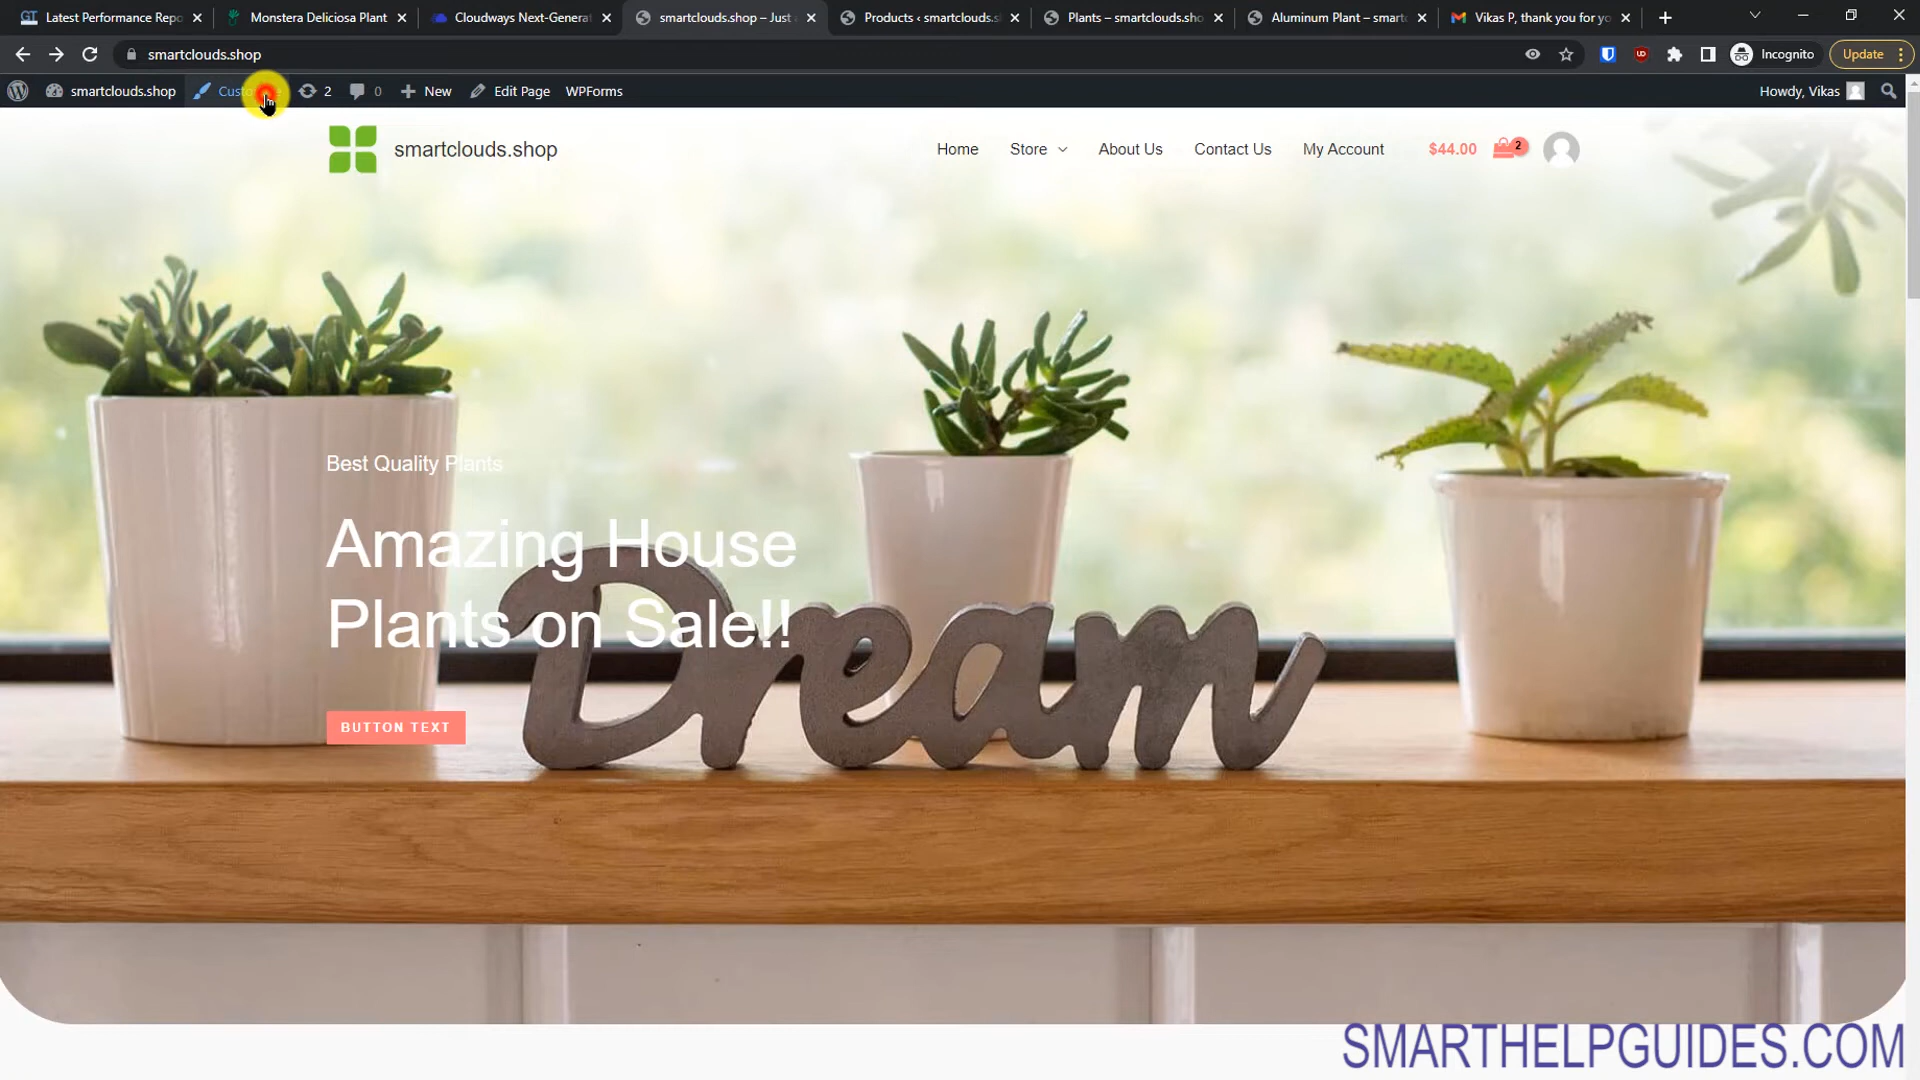 GT Latest Performance Repo
Monstera Deliciosa Plant
Cloudways Next-Generat
smartclouds.shop – Just
Products ‹ smartclouds.s
Plants – smartclouds.sho
Aluminum Plant – smart
Vikas P, thank you for yo
smartclouds.shop
Incognito
Update
smartclouds.shop
2
0
New
Edit Page
WPForms
Howdy, Vikas
smartclouds.shop
Home
Store
About Us
Contact Us
My Account
$44.00
2
Best Quality Plants
Amazing House
Plants on Sale!!
Dream
BUTTON TEXT
SMARTHELPGUIDES.COM